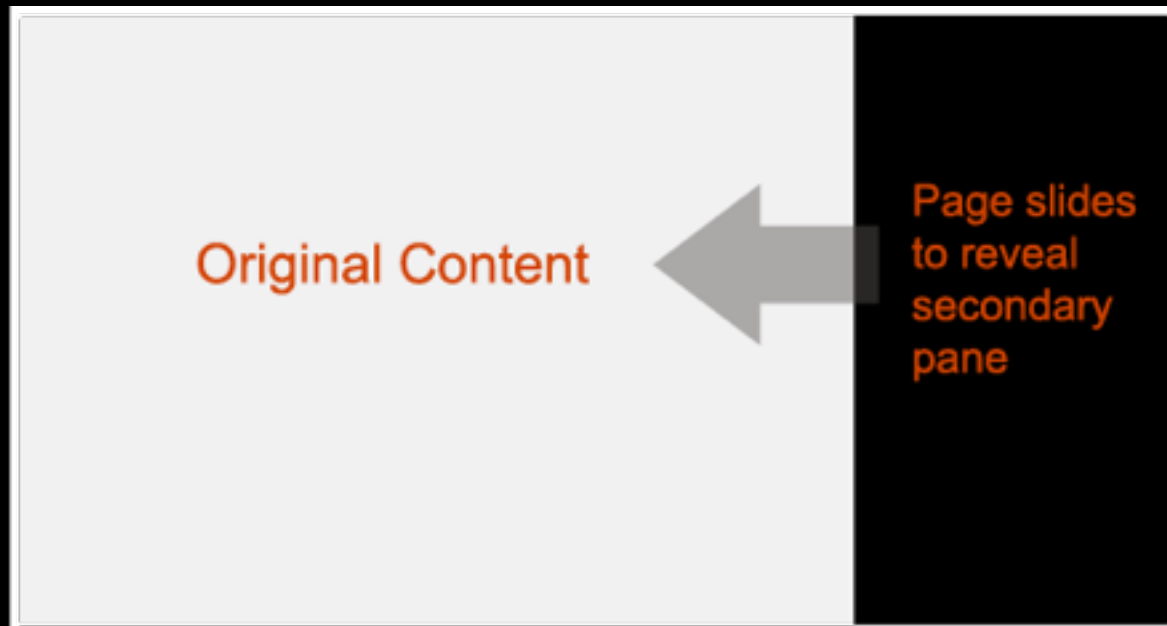 Original Content
Page slides
to reveal
secondary
pane